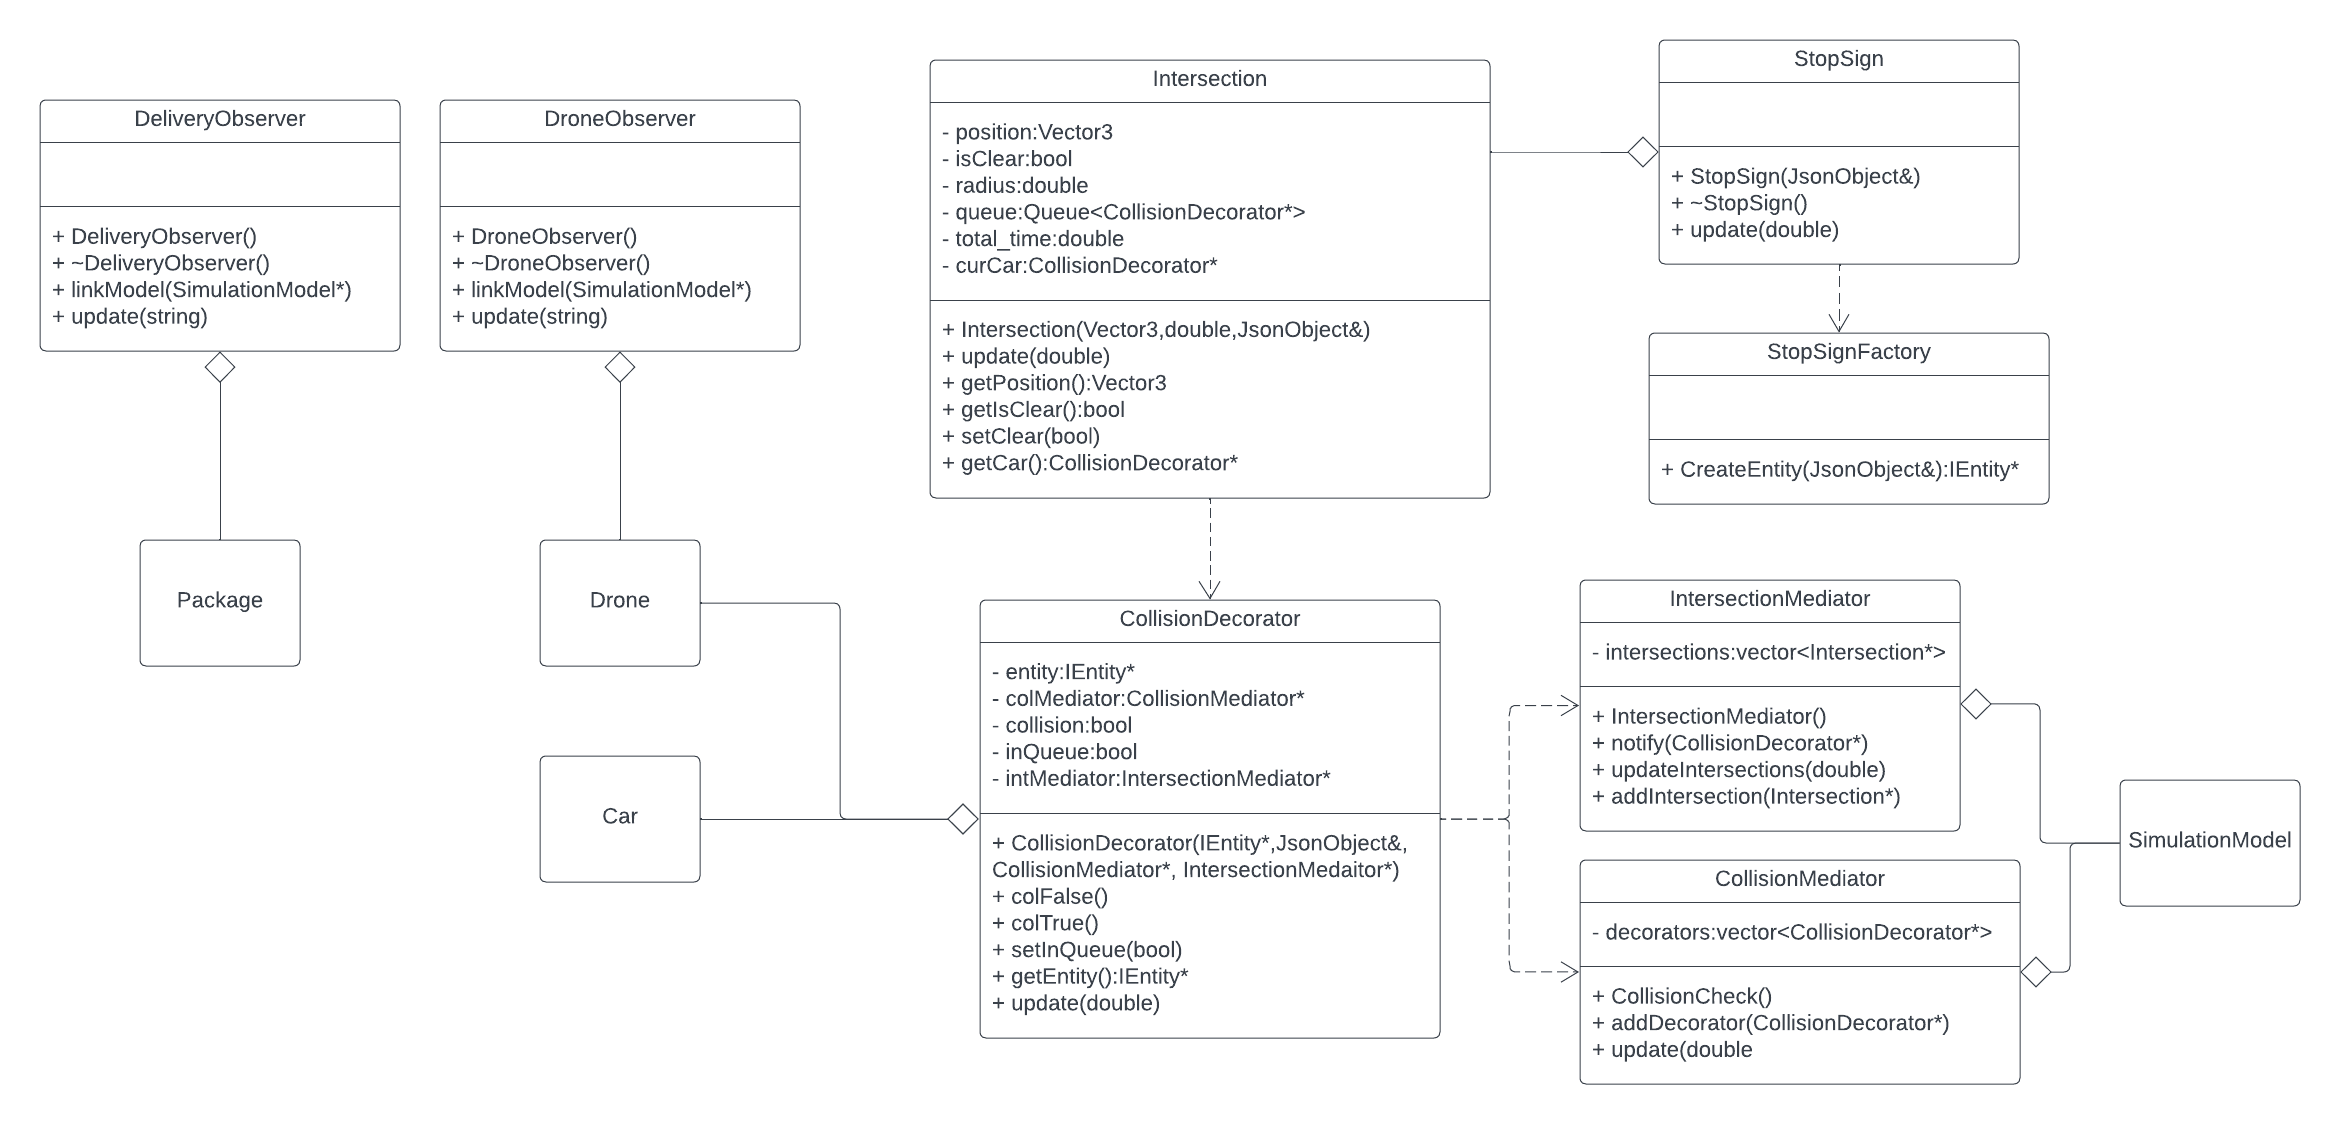 DeliveryObserver
+ DeliveryObserver()
+ ~DeliveryObserver()
+ linkModel(SimulationModel*)
+ update(string)
DroneObserver
+ DroneObserver()
+ ~DroneObserver()
+ linkModel(SimulationModel*)
+ update(string)
Intersection
- position:Vector3
- isClear:bool
- radius:double
- queue:Queue<CollisionDecorator*>
- total_time:double
- curCar:CollisionDecorator*
+ Intersection(Vector3,double,JsonObject&)
+ update(double)
+ getPosition():Vector3
+ getIsClear():bool
+ setClear(bool)
+ getCar():CollisionDecorator*
StopSign
+ StopSign(JsonObject&)
+ ~StopSign()
+ update(double)
StopSignFactory
+ CreateEntity(JsonObject&):IEntity*
Package
Drone
Car
CollisionDecorator
- entity:IEntity*
- colMediator:CollisionMediator*
- collision:bool
- inQueue:bool
- intMediator:IntersectionMediator*
+ CollisionDecorator(IEntity*,JsonObject&,
CollisionMediator*, IntersectionMedaitor*)
+ colFalse()
+ colTrue()
+ setInQueue(bool)
+ getEntity():IEntity*
+ update(double)
IntersectionMediator
- intersections:vector<Intersection*>
+ IntersectionMediator()
+ notify(CollisionDecorator*)
+ updateIntersections(double)
+ addIntersection(Intersection*)
CollisionMediator
- decorators:vector<CollisionDecorator*>
+ CollisionCheck()
+ addDecorator(CollisionDecorator*)
+ update(double
SimulationModel